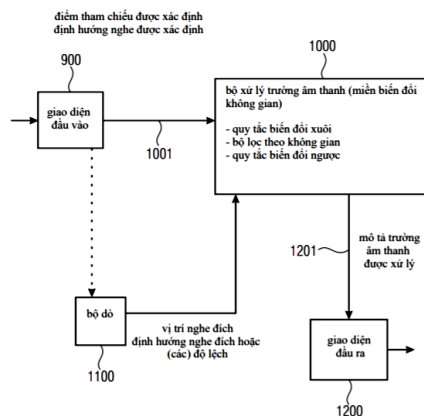 điểm tham chiếu được xác định
định hướng nghe được xác định
900
giao diện
đầu vào
1001
1000
bộ xử lý trường âm thanh (miền biến đổi
không gian)
- quy tắc biến đổi xuôi
- bộ lọc theo không gian
- quy tắc biến đổi ngược
1201
mô tả trường
âm thanh
được xử lý
bộ dò
1100
vị trí nghe đích
định hướng nghe đích hoặc
(các) độ lệch
giao diện
đầu ra
1200